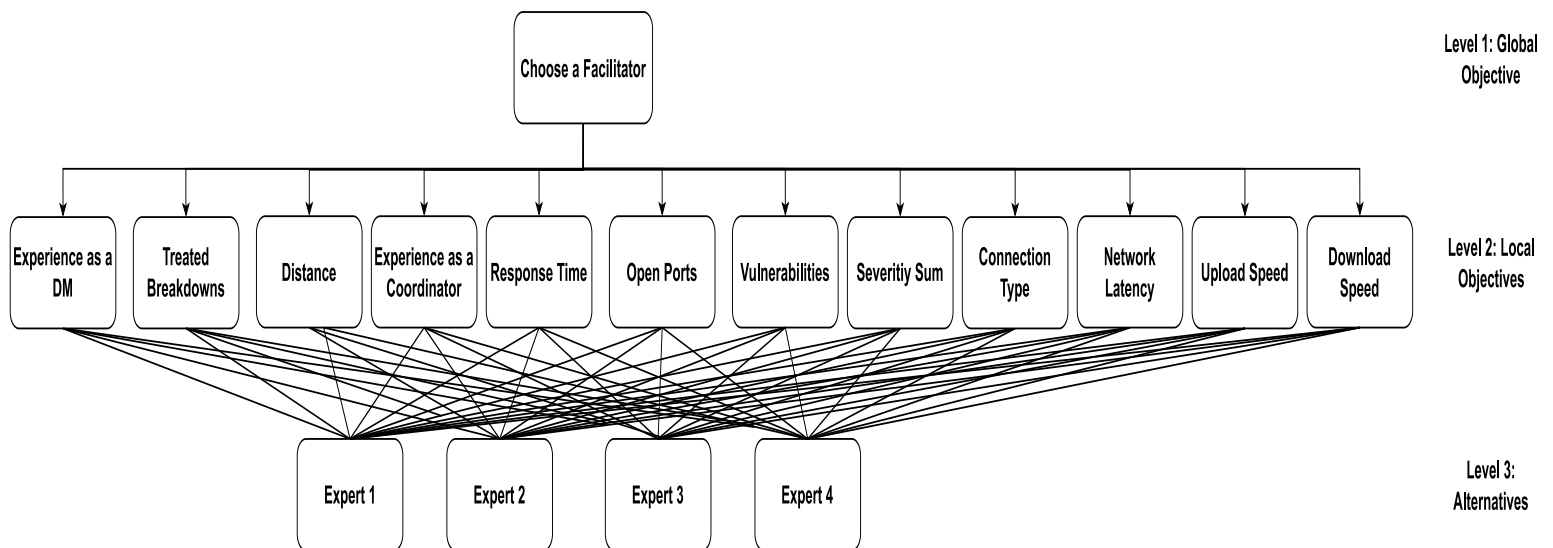 Choose a Facilitator
Level 1: Global
Objective
Experience as a
DM
Treated
Breakdowns
Distance
Experience as a
Coordinator
Response Time
Open Ports
Vulnerabilities
Severitiy Sum
Connection
Type
Network
Latency
Upload Speed
Download
Speed
Level 2: Local
Objectives
Expert 1
Expert 2
Expert 3
Expert 4
Level 3:
Alternatives